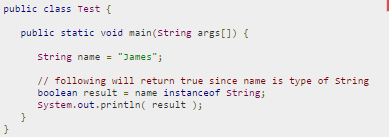 public class Test {
public static void main(String args[]) {
String name = "James";
// following will return true since name is type of String
boolean result = name instanceof String;
System.out.println( result );
}
}